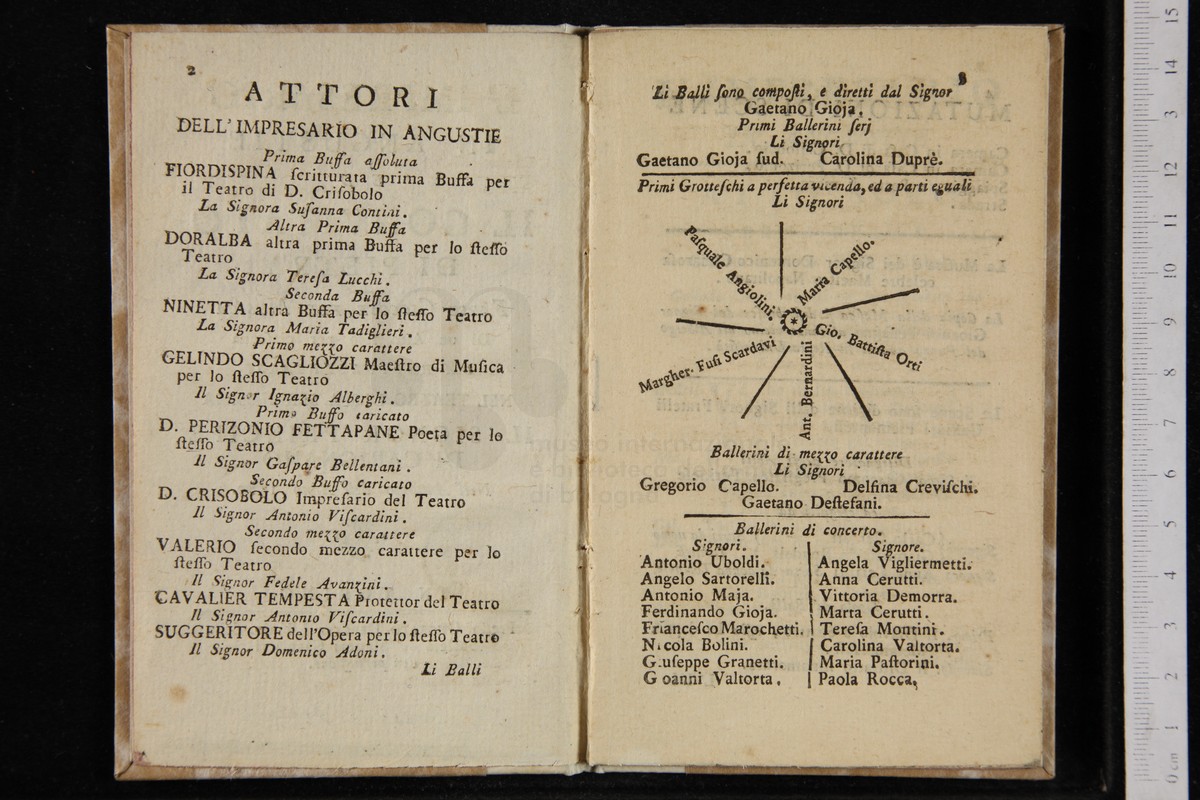 2
ATTORI
DELL'IMPRESARIO IN ANGUSTIE
Prima Buffa aſſoluta
FIORDISPINA ſcritturata prima Buffa per
il Teatro di D. Criſobolo
La Signora Suſanna Contini.
Altra Prima Buffa
DORALBA altra prima Buffa per lo ſteſſo
Teatro
La Signora Tereſa Lucchi.
Seconda Buffa
NINETTA altra Buffa per lo ſteſſo Teatro
La Signora Maria Tadiglieri.
Primo mezzo carattere
GELINDO SCAGLIOZZI Maeſtro di Muſica
per lo ſteſſo Teatro
Il Signor Ignazio Alberghi.
Primo Buffo caricato
D. PERIZONIO FETTAPANE Poeta per lo
ſteſſo Teatro
Il Signor Gaſpare Bellentani.
Secondo Buffo caricato
D. CRISOBOLO Impreſario del Teatro
Il Signor Antonio Viſcardini.
Secondo mezzo carattere
VALERIO ſecondo mezzo carattere per lo
ſteſſo Teatro
Il Signor Fedele Avanzini.
CAVALIER TEMPESTA Protettor del Teatro
Il Signor Antonio Viſcardini.
SUGGERITORE dell'Opera per lo ſteſſo Teatro
Il Signor Domenico Adoni.
Li Balli
3
Li Balli ſono compoſti, e diretti dal Signor
Gaetano Gioja.
Primi Ballerini ſerj
Li Signori
Gaetano Gioja ſud. Carolina Duprè.
Primi Grotteſchi a perfetta vicenda, ed a parti eguali
Li Signori
Paſquale Angiolini.
Maria Capello.
Gio. Battiſta Orti
Ant. Bernardini
Margher. Fuſi Scardavi
Ballerini di mezzo carattere
Li Signori
Gregorio Capello. Delfina Creviſchi.
Gaetano Deſtefani.
Ballerini di concerto.
Signori. Signore.
Antonio Uboldi. Angela Vigliermetti.
Angelo Sartorelli. Anna Cerutti.
Antonio Maja. Vittoria Demorra.
Ferdinando Gioja. Marta Cerutti.
Franceſco Marochetti. Tereſa Montini.
Nicola Bolini. Carolina Valtorta.
Giuſeppe Granetti. Maria Paſtorini.
Gioanni Valtorta. Paola Rocca.